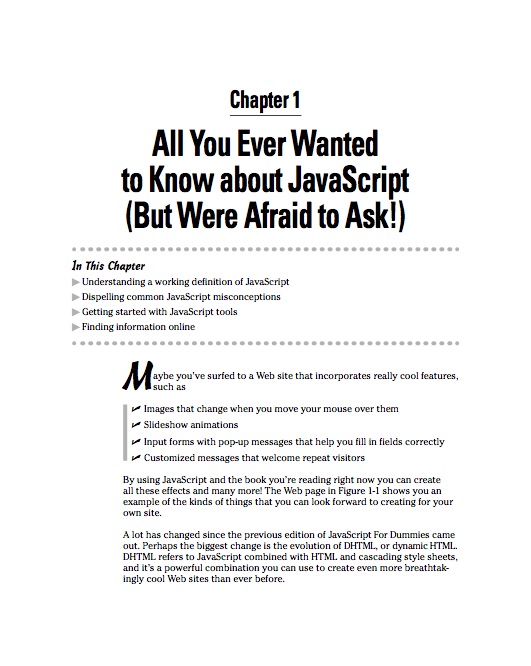 Chapter 1
All You Ever Wanted
to Know about JavaScript
(But Were Afraid to Ask!)
In This Chapter
▶ Understanding a working definition of JavaScript
▶ Dispelling common JavaScript misconceptions
▶ Getting started with JavaScript tools
▶ Finding information online
Maybe you've surfed to a Web site that incorporates really cool features,
such as
✓ Images that change when you move your mouse over them
✓ Slideshow animations
✓ Input forms with pop-up messages that help you fill in fields correctly
✓ Customized messages that welcome repeat visitors
By using JavaScript and the book you're reading right now you can create
all these effects and many more! The Web page in Figure 1-1 shows you an
example of the kinds of things that you can look forward to creating for your
own site.
A lot has changed since the previous edition of JavaScript For Dummies came
out. Perhaps the biggest change is the evolution of DHTML, or dynamic HTML.
DHTML refers to JavaScript combined with HTML and cascading style sheets,
and it's a powerful combination you can use to create even more breathtak-
ingly cool Web sites than ever before.